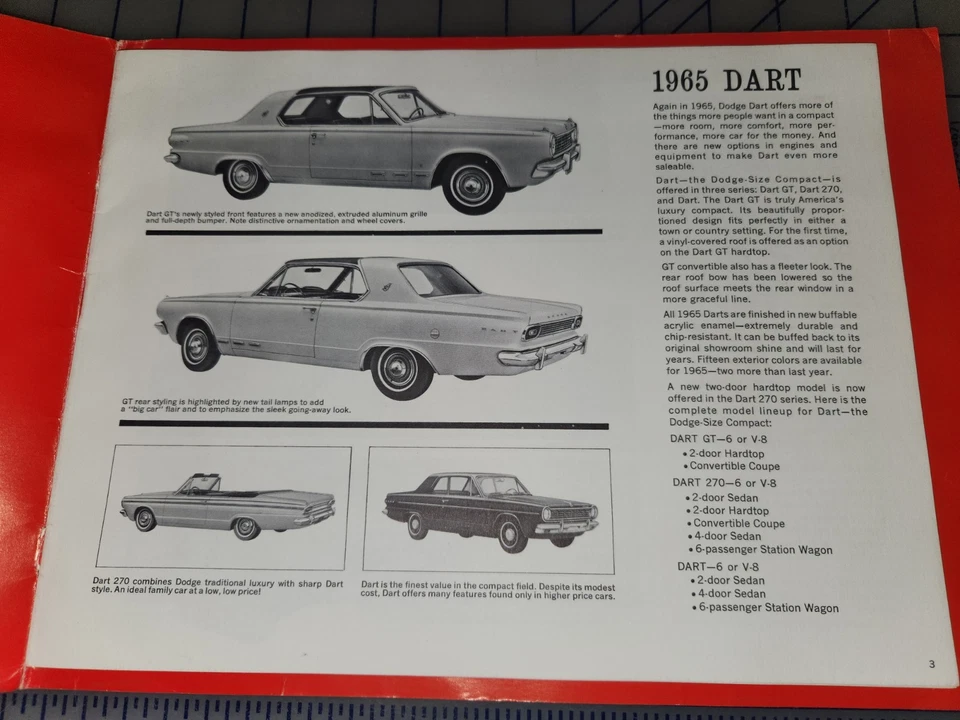 1965 DART
Again in 1965, Dodge Dart offers more of
the things more people want in a compact
—more room, more comfort, more per-
formance, more car for the money. And
there are new options in engines and
equipment to make Dart even more
saleable.
Dart—the Dodge-Size Compact—is
offered in three series: Dart GT, Dart 270,
and Dart. The Dart GT is truly America's
luxury compact. Its beautifully propor-
tioned design fits perfectly in either a
town or country setting. For the first time,
a vinyl-covered roof is offered as an option
on the Dart GT hardtop.
GT convertible also has a fleeter look. The
rear roof bow has been lowered so the
roof surface meets the rear window in a
more graceful line.
All 1965 Darts are finished in new buffable
acrylic enamel—extremely durable and
chip-resistant. It can be buffed back to its
original showroom shine and will last for
years. Fifteen exterior colors are available
for 1965—two more than last year.
A new two-door hardtop model is now
offered in the Dart 270 series. Here is the
complete model lineup for Dart—the
Dodge-Size Compact:
DART GT—6 or V-8
• 2-door Hardtop
• Convertible Coupe
DART 270—6 or V-8
• 2-door Sedan
• 2-door Hardtop
• Convertible Coupe
• 4-door Sedan
• 6-passenger Station Wagon
DART—6 or V-8
• 2-door Sedan
• 4-door Sedan
• 6-passenger Station Wagon
Dart GT's newly styled front features a new anodized, extruded aluminum grille
and full-depth bumper. Note distinctive ornamentation and wheel covers.
DART
GT rear styling is highlighted by new tail lamps to add
a "big car" flair and to emphasize the sleek going-away look.
Dart 270 combines Dodge traditional luxury with sharp Dart
style. An ideal family car at a low, low price!
Dart is the finest value in the compact field. Despite its modest
cost, Dart offers many features found only in higher price cars.
3